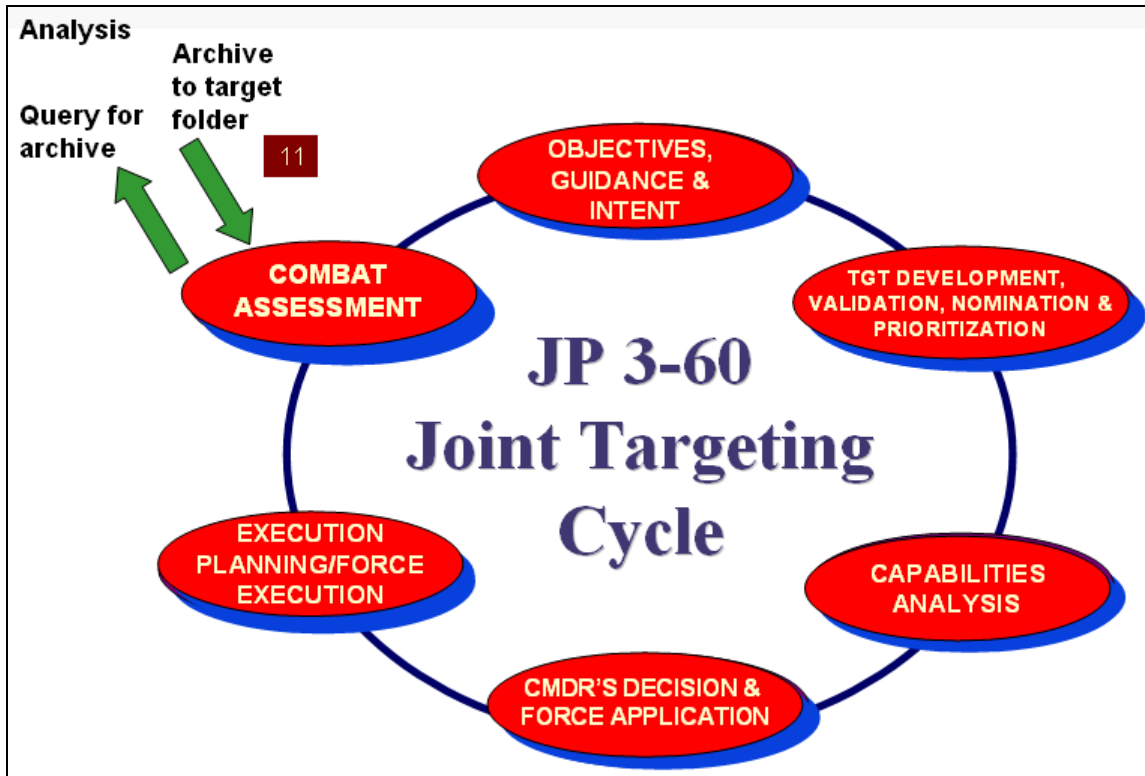 Analysis
Archive
to target
folder
Query for
archive
11
OBJECTIVES,
GUIDANCE &
INTENT
COMBAT
ASSESSMENT
TGT DEVELOPMENT,
VALIDATION, NOMINATION &
PRIORITIZATION
JP 3-60
Joint Targeting
Cycle
EXECUTION
PLANNING/FORCE
EXECUTION
CAPABILITIES
ANALYSIS
CMDR'S DECISION &
FORCE APPLICATION